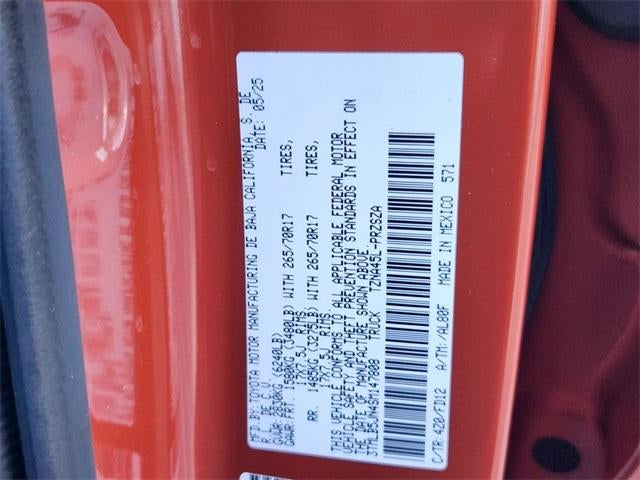 MFD.BY: TOYOTA MOTOR MANUFACTURING DE BAJA CALIFORNIA, S. DE
R.L. DE C.V. DATE: 05/25
GVWR: 2830KG (6240LB)
GAWR: FRT. 1580KG (3480LB) WITH 265/70R17 TIRES,
17X7.5J RIMS
RR. 1485KG (3275LB) WITH 265/70R17 TIRES,
17X7.5J RIMS
THIS VEHICLE CONFORMS TO ALL APPLICABLE FEDERAL MOTOR
VEHICLE SAFETY AND THEFT PREVENTION STANDARDS IN EFFECT ON
THE DATE OF MANUFACTURE SHOWN ABOVE.
3TMLB5JN4SM147808 TRUCK TZNA45L-PRZSZA
C/TR: 4Z0/FD12 A/TM: /AL80F MADE IN MEXICO 571